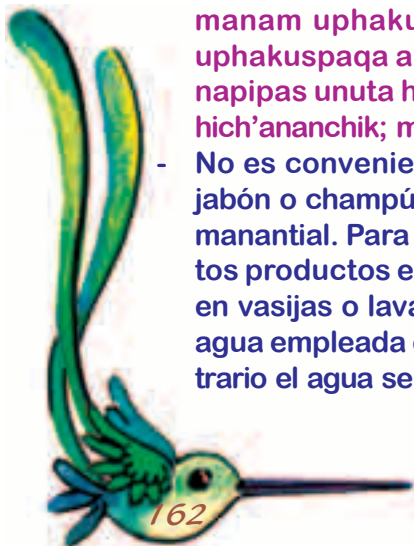 manam uphaku
uphakuspaqa a
napipas unuta h
hich’ananchik; m
- No es convenie
jabón o champú
manantial. Para
tos productos e
en vasijas o lava
agua empleada
trario el agua se
162